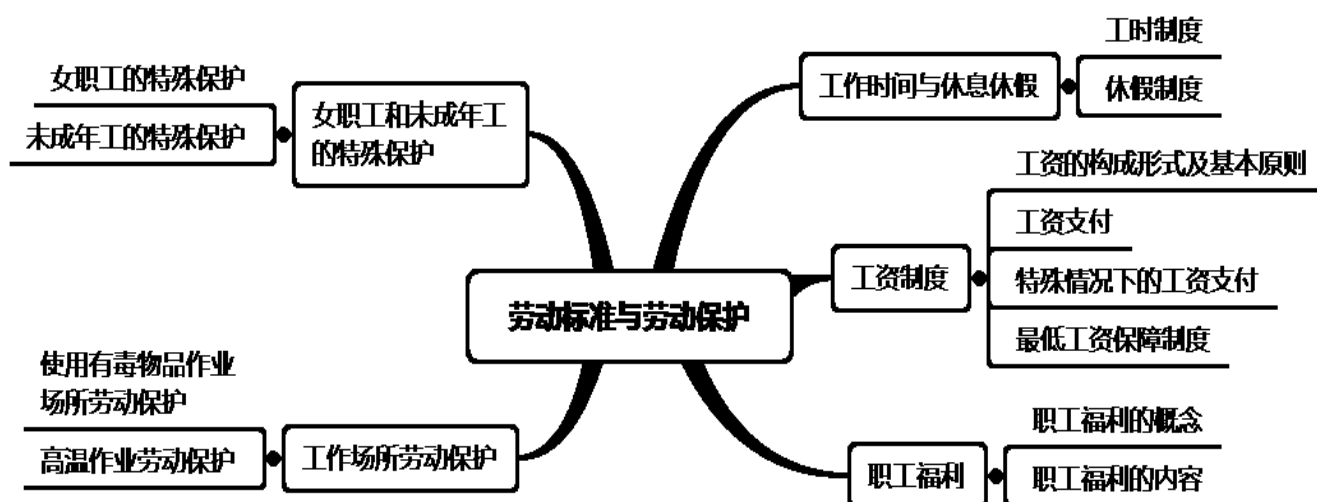 劳动标准与劳动保护
工作时间与休息休假
工时制度
休假制度
工资制度
工资的构成形式及基本原则
工资支付
特殊情况下的工资支付
最低工资保障制度
职工福利
职工福利的概念
职工福利的内容
女职工和未成年工
的特殊保护
女职工的特殊保护
未成年工的特殊保护
工作场所劳动保护
使用有毒物品作业
场所劳动保护
高温作业劳动保护